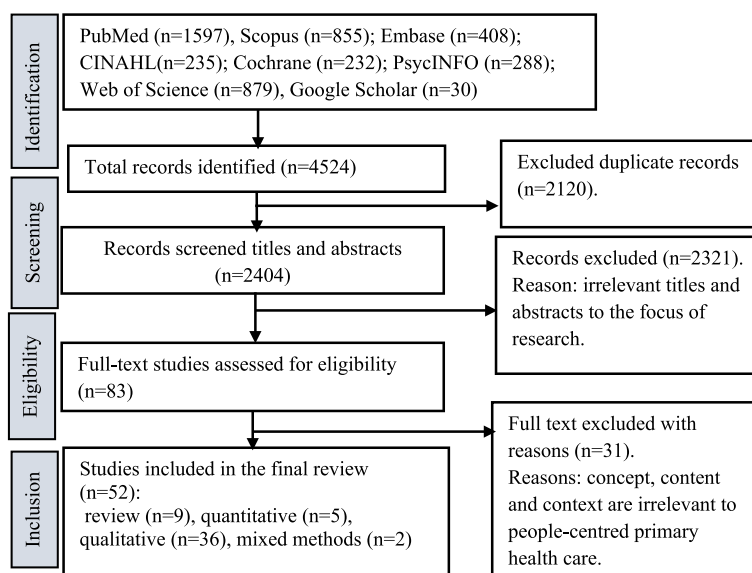 Identification
PubMed (n=1597), Scopus (n=855); Embase (n=408);
CINAHL(n=235); Cochrane (n=232); PsycINFO (n=288);
Web of Science (n=879), Google Scholar (n=30)
Total records identified (n=4524)
Excluded duplicate records
(n=2120).
Screening
Records screened titles and abstracts
(n=2404)
Records excluded (n=2321).
Reason: irrelevant titles and
abstracts to the focus of
research.
Eligibility
Full-text studies assessed for eligibility
(n=83)
Full text excluded with
reasons (n=31).
Reasons: concept, content
and context are irrelevant to
people-centred primary
health care.
Inclusion
Studies included in the final review
(n=52):
review (n=9), quantitative (n=5),
qualitative (n=36), mixed methods (n=2)